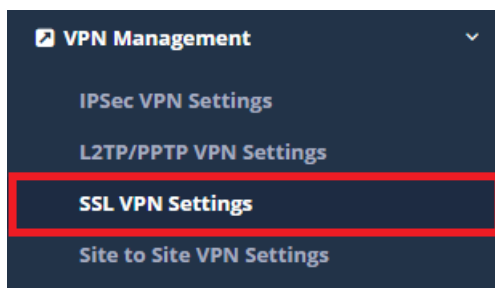 VPN Management
IPSec VPN Settings
L2TP/PPTP VPN Settings
SSL VPN Settings
Site to Site VPN Settings